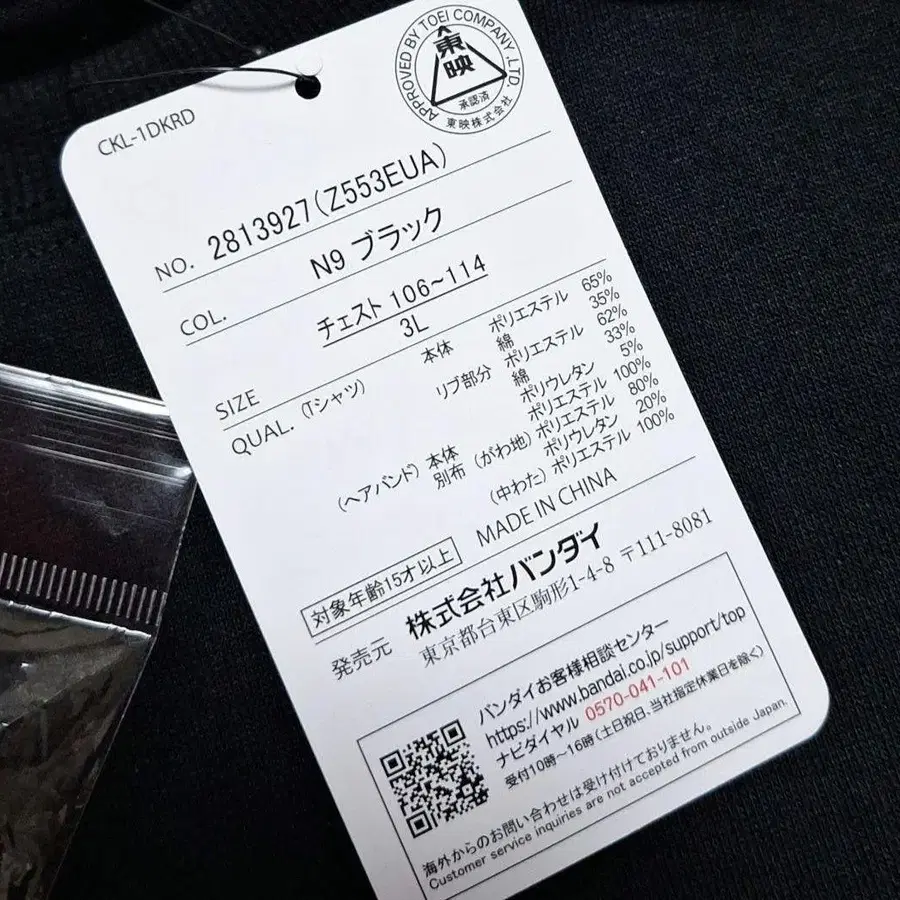 CKL-1DKRD
APPROVED BY TOEI COMPANY, LTD.
東映
承認済
東映株式会社
NO. 2813927(Z553EUA)
COL. N9 ブラック
SIZE チェスト 106~114
3L
QUAL. (Tシャツ) 本体 ポリエステル 65%
綿 35%
リブ部分 ポリエステル 62%
綿 33%
ポリウレタン 5%
(ヘアバンド) 本体 ポリエステル 100%
別布 (がわ地) ポリエステル 80%
ポリウレタン 20%
(中わた) ポリエステル 100%
MADE IN CHINA
対象年齢15才以上
発売元 株式会社バンダイ
東京都台東区駒形1-4-8 〒111-8081
バンダイお客様相談センター
https://www.bandai.co.jp/support/top
ナビダイヤル 0570-041-101
受付10時~16時(土日祝日、当社指定休業日を除く)
海外からのお問い合わせは受け付けておりません。
Customer service inquiries are not accepted from outside Japan.